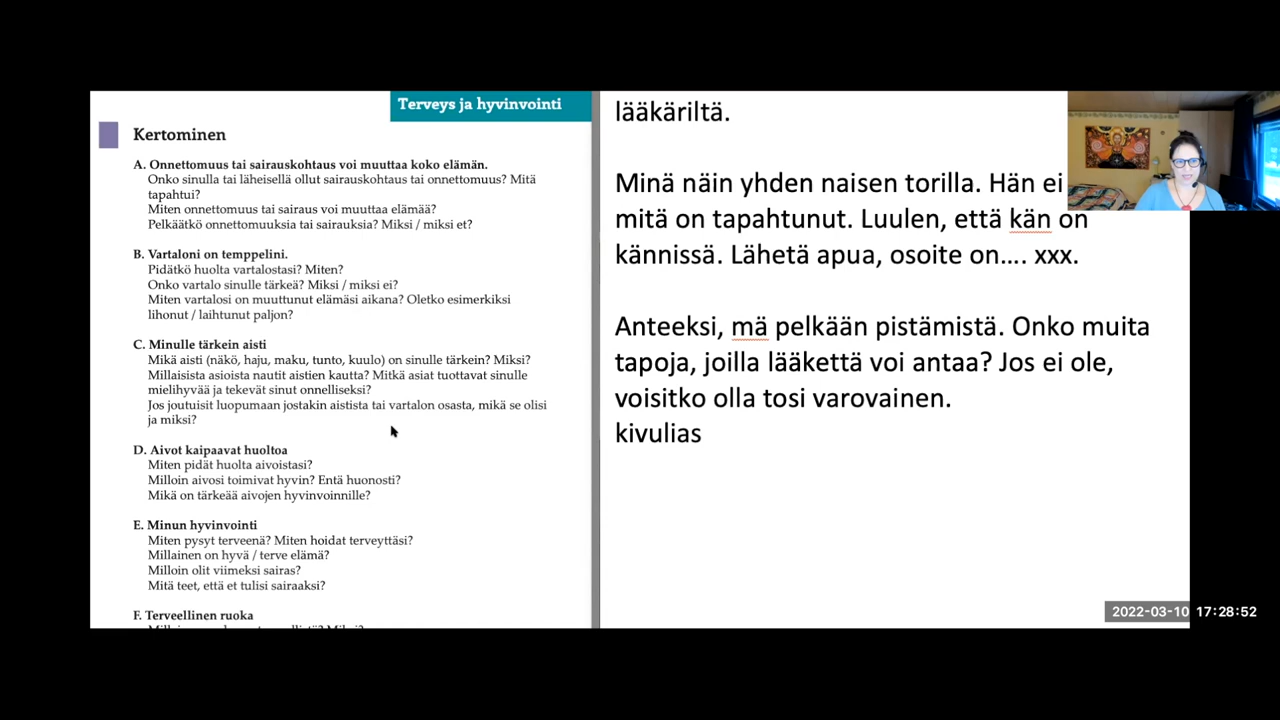 Terveys ja hyvinvointi
Kertominen
A. Onnettomuus tai sairauskohtaus voi muuttaa koko elämän.
Onko sinulla tai läheisellä ollut sairauskohtaus tai onnettomuus? Mitä
tapahtui?
Miten onnettomuus tai sairaus voi muuttaa elämää?
Pelkäätkö onnettomuuksia tai sairauksia? Miksi / miksi et?
B. Vartaloni on temppelini.
Pidätkö huolta vartalostasi? Miten?
Onko vartalo sinulle tärkeä? Miksi / miksi ei?
Miten vartalosi on muuttunut elämäsi aikana? Oletko esimerkiksi
lihonut / laihtunut paljon?
C. Minulle tärkein aisti
Mikä aisti (näkö, haju, maku, tunto, kuulo) on sinulle tärkein? Miksi?
Millaisista asioista nautit aistien kautta? Mitkä asiat tuottavat sinulle
mielihyvää ja tekevät sinut onnelliseksi?
Jos joutuisit luopumaan jostakin aistista tai vartalon osasta, mikä se olisi
ja miksi?
D. Aivot kaipaavat huoltoa
Miten pidät huolta aivoistasi?
Milloin aivosi toimivat hyvin? Entä huonosti?
Mikä on tärkeää aivojen hyvinvoinnille?
E. Minun hyvinvointi
Miten pysyt terveenä? Miten hoidat terveyttäsi?
Millainen on hyvä / terve elämä?
Milloin olit viimeksi sairas?
Mitä teet, että et tulisi sairaaksi?
F. Terveellinen ruoka
lääkäriltä.
Minä näin yhden naisen torilla. Hän ei
mitä on tapahtunut. Luulen, että kän on
kännissä. Lähetä apua, osoite on.... xxx.
Anteeksi, mä pelkään pistämistä. Onko muita
tapoja, joilla lääkettä voi antaa? Jos ei ole,
voisitko olla tosi varovainen.
kivulias
2022-03-10 17:28:52